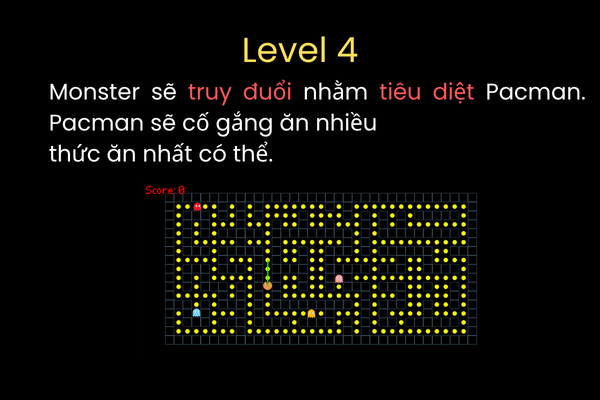 Level 4
Monster sẽ truy đuổi nhằm tiêu diệt Pacman.
Pacman sẽ cố gắng ăn nhiều
thức ăn nhất có thể.
Score: 0